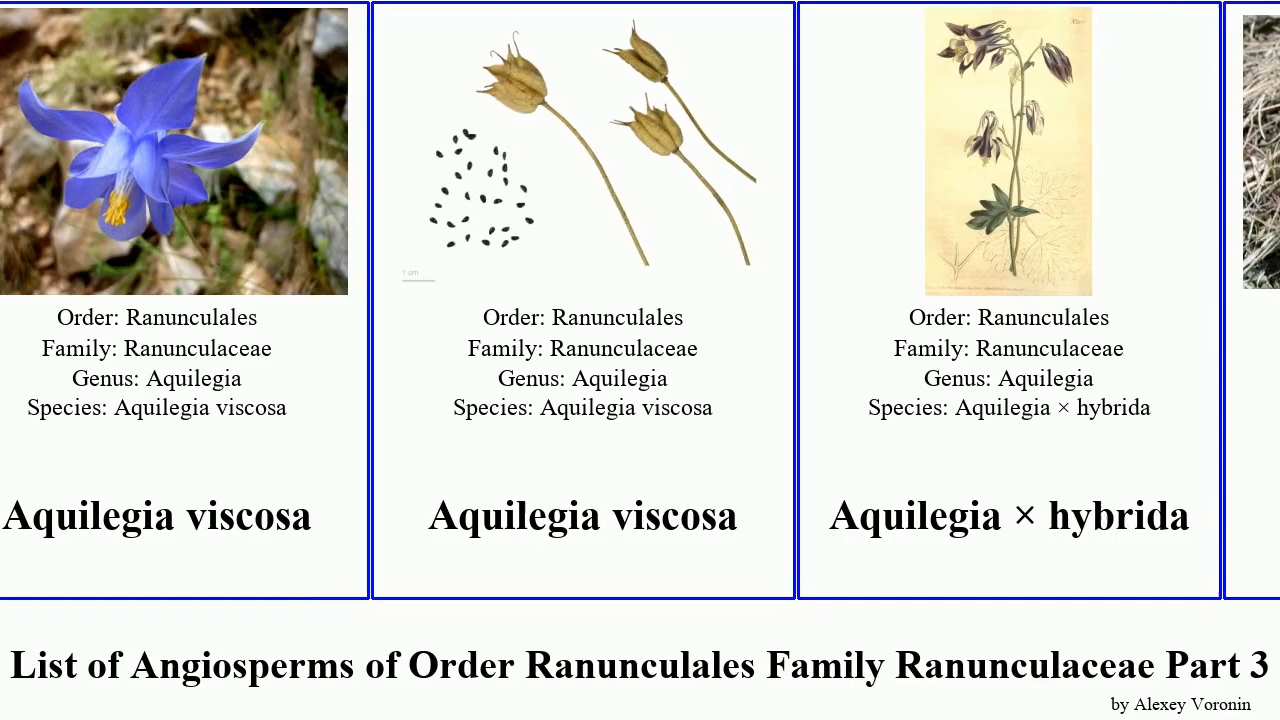 Order: Ranunculales
Family: Ranunculaceae
Genus: Aquilegia
Species: Aquilegia viscosa
Aquilegia viscosa
1 cm
Order: Ranunculales
Family: Ranunculaceae
Genus: Aquilegia
Species: Aquilegia viscosa
Aquilegia viscosa
Order: Ranunculales
Family: Ranunculaceae
Genus: Aquilegia
Species: Aquilegia × hybrida
Aquilegia × hybrida
List of Angiosperms of Order Ranunculales Family Ranunculaceae Part 3
by Alexey Voronin